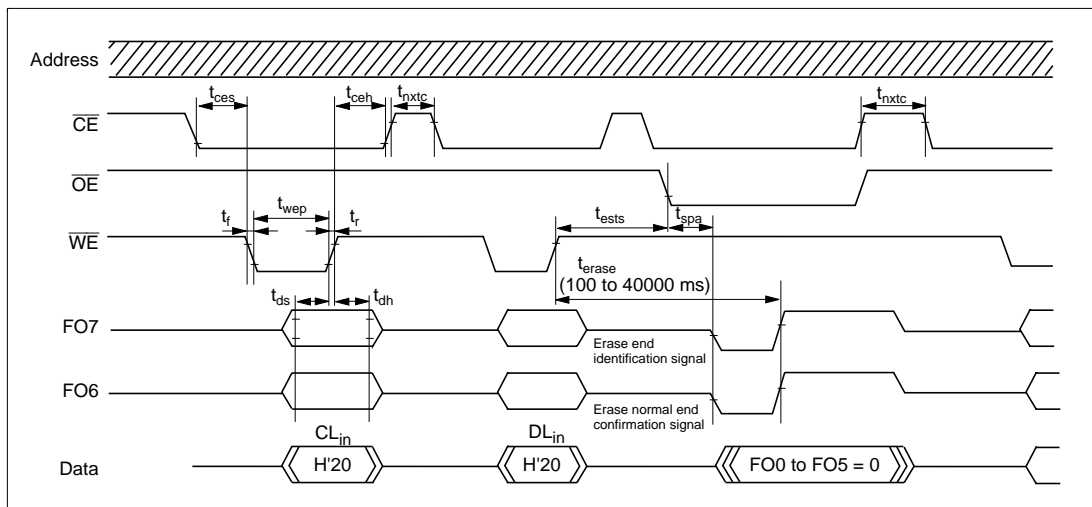 Address
t_ces t_ceh t_nxtc t_nxtc
CE
OE
t_wep t_ests t_spa
t_f t_r
WE
t_erase
(100 to 40000 ms)
t_ds t_dh
FO7
Erase end
identification signal
FO6
Erase normal end
confirmation signal
CL_in DL_in
Data H'20 H'20 FO0 to FO5 = 0